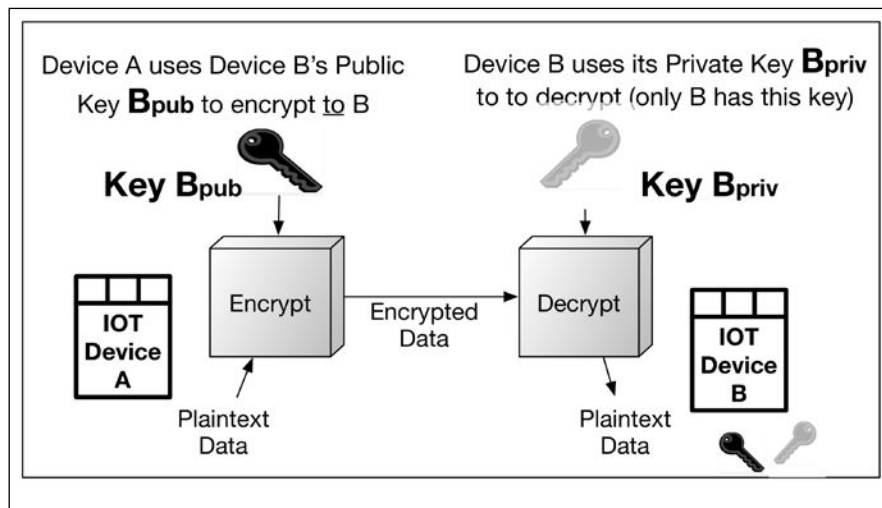 Device A uses Device B's Public
Key Bpub to encrypt to B
Device B uses its Private Key Bpriv
to to decrypt (only B has this key)
Key Bpub
Key Bpriv
Encrypt
Encrypted
Data
Decrypt
IOT
Device
A
IOT
Device
B
Plaintext
Data
Plaintext
Data